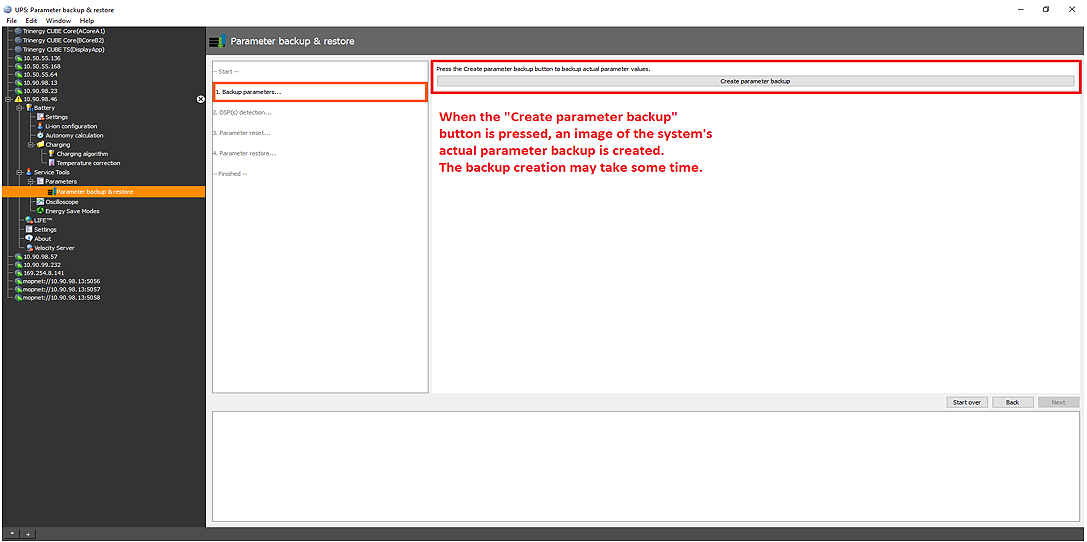 UPS: Parameter backup & restore
File Edit Window Help
Trinergy CUBE Core(ACoreA1)
Trinergy CUBE Core(BCoreB2)
Trinergy CUBE TS(DisplayApp)
10.50.55.136
10.50.55.168
10.50.55.64
10.90.98.13
10.90.98.23
10.90.98.46
Battery
Settings
Li-ion configuration
Autonomy calculation
Charging
Charging algorithm
Temperature correction
Service Tools
Parameters
Parameter backup & restore
Oscilloscope
Energy Save Modes
LIFE™
Settings
About
Velocity Server
10.90.98.57
10.90.99.232
169.254.8.141
mopnet://10.90.98.13:5056
mopnet://10.90.98.13:5057
mopnet://10.90.98.13:5058
Parameter backup & restore
-- Start --
1. Backup parameters...
2. DSP(s) detection...
3. Parameter reset...
4. Parameter restore...
-- Finished --
Press the Create parameter backup button to backup actual parameter values.
Create parameter backup
When the "Create parameter backup"
button is pressed, an image of the system's
actual parameter backup is created.
The backup creation may take some time.
Start over Back Next